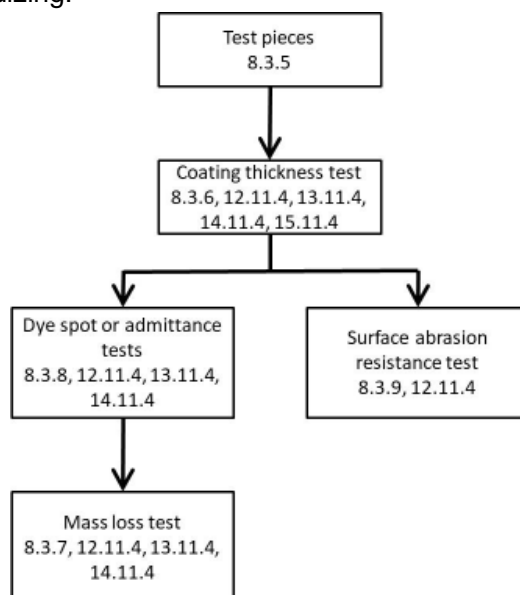 dizing.
Test pieces
8.3.5
Coating thickness test
8.3.6, 12.11.4, 13.11.4,
14.11.4, 15.11.4
Dye spot or admittance
tests
8.3.8, 12.11.4, 13.11.4,
14.11.4
Surface abrasion
resistance test
8.3.9, 12.11.4
Mass loss test
8.3.7, 12.11.4, 13.11.4,
14.11.4